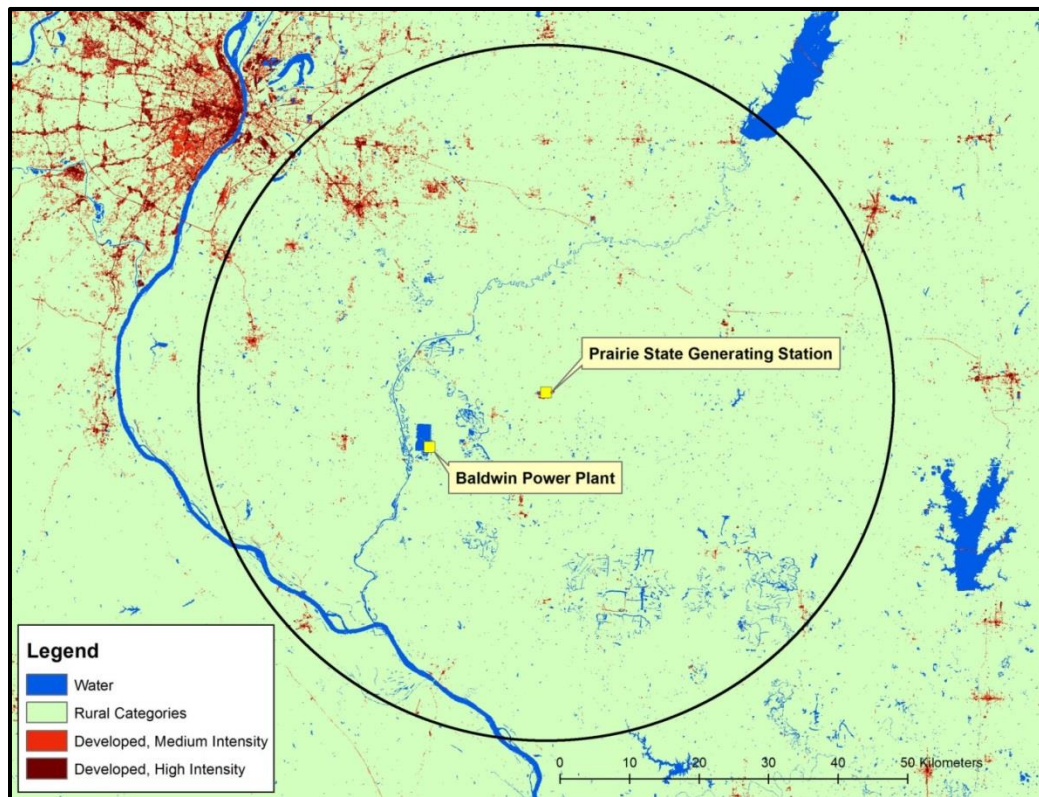 Prairie State Generating Station
Baldwin Power Plant
Legend
Water
Rural Categories
Developed, Medium Intensity
Developed, High Intensity
0 10 20 30 40 50 Kilometers